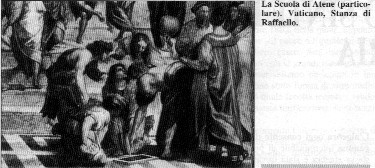 La Scuola di Atene (partico-
lare). Vaticano, Stanza di
Raffaello.